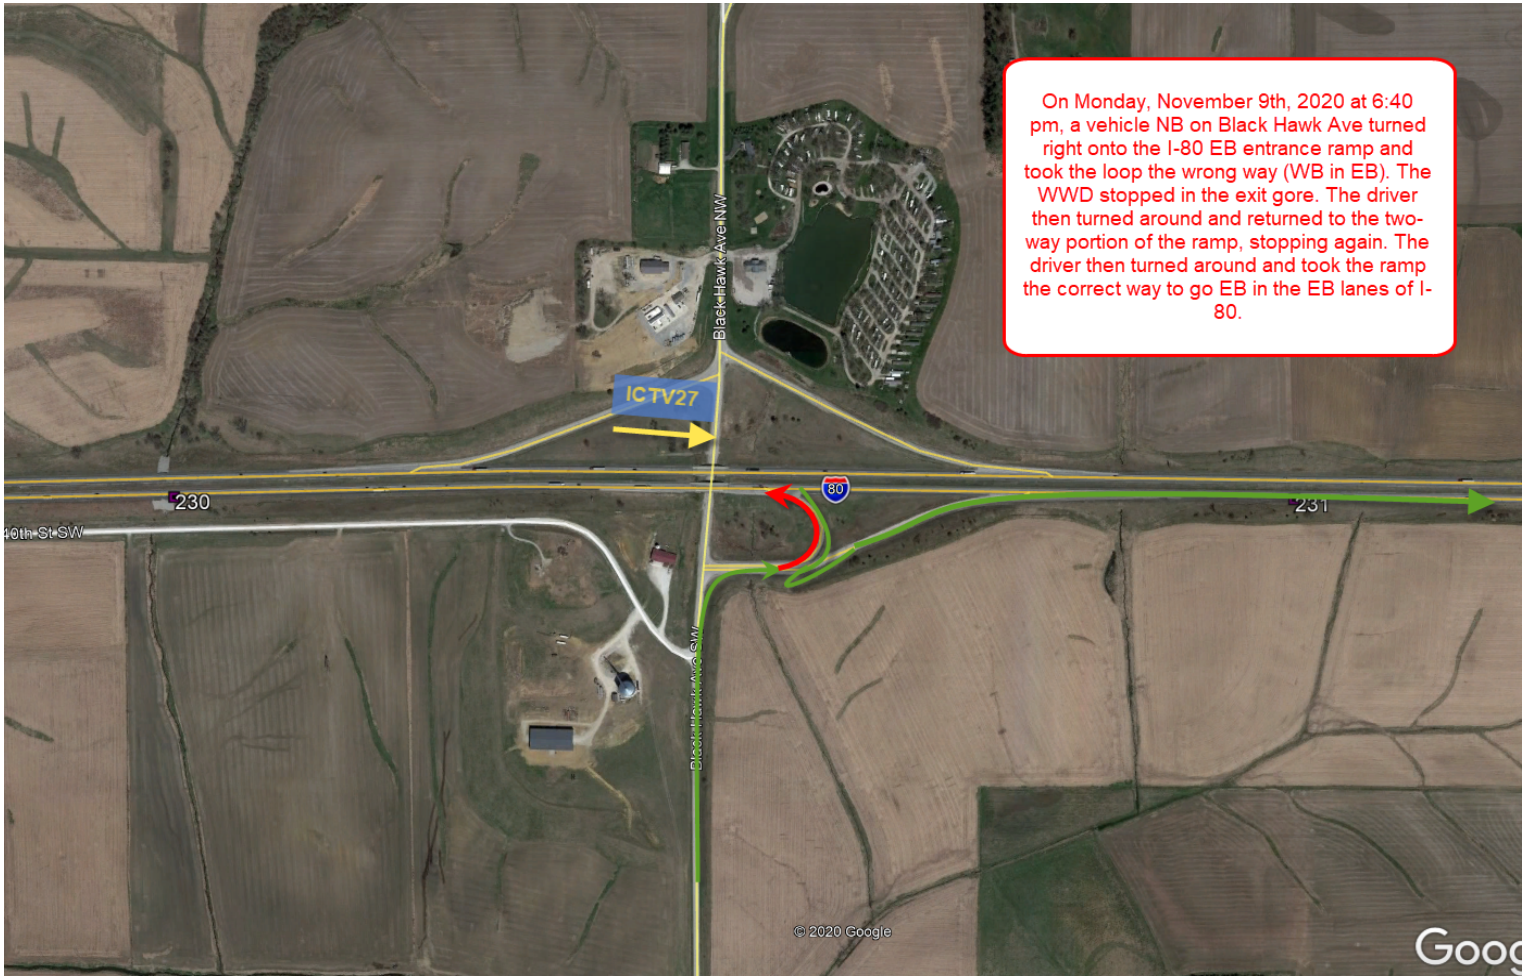 On Monday, November 9th, 2020 at 6:40
pm, a vehicle NB on Black Hawk Ave turned
right onto the I-80 EB entrance ramp and
took the loop the wrong way (WB in EB). The
WWD stopped in the exit gore. The driver
then turned around and returned to the two-
way portion of the ramp, stopping again. The
driver then turned around and took the ramp
the correct way to go EB in the EB lanes of I-
80.
Black Hawk Ave NW
ICTV27
80
230
231
40th St SW
Black Hawk Ave SW
© 2020 Google
Goog